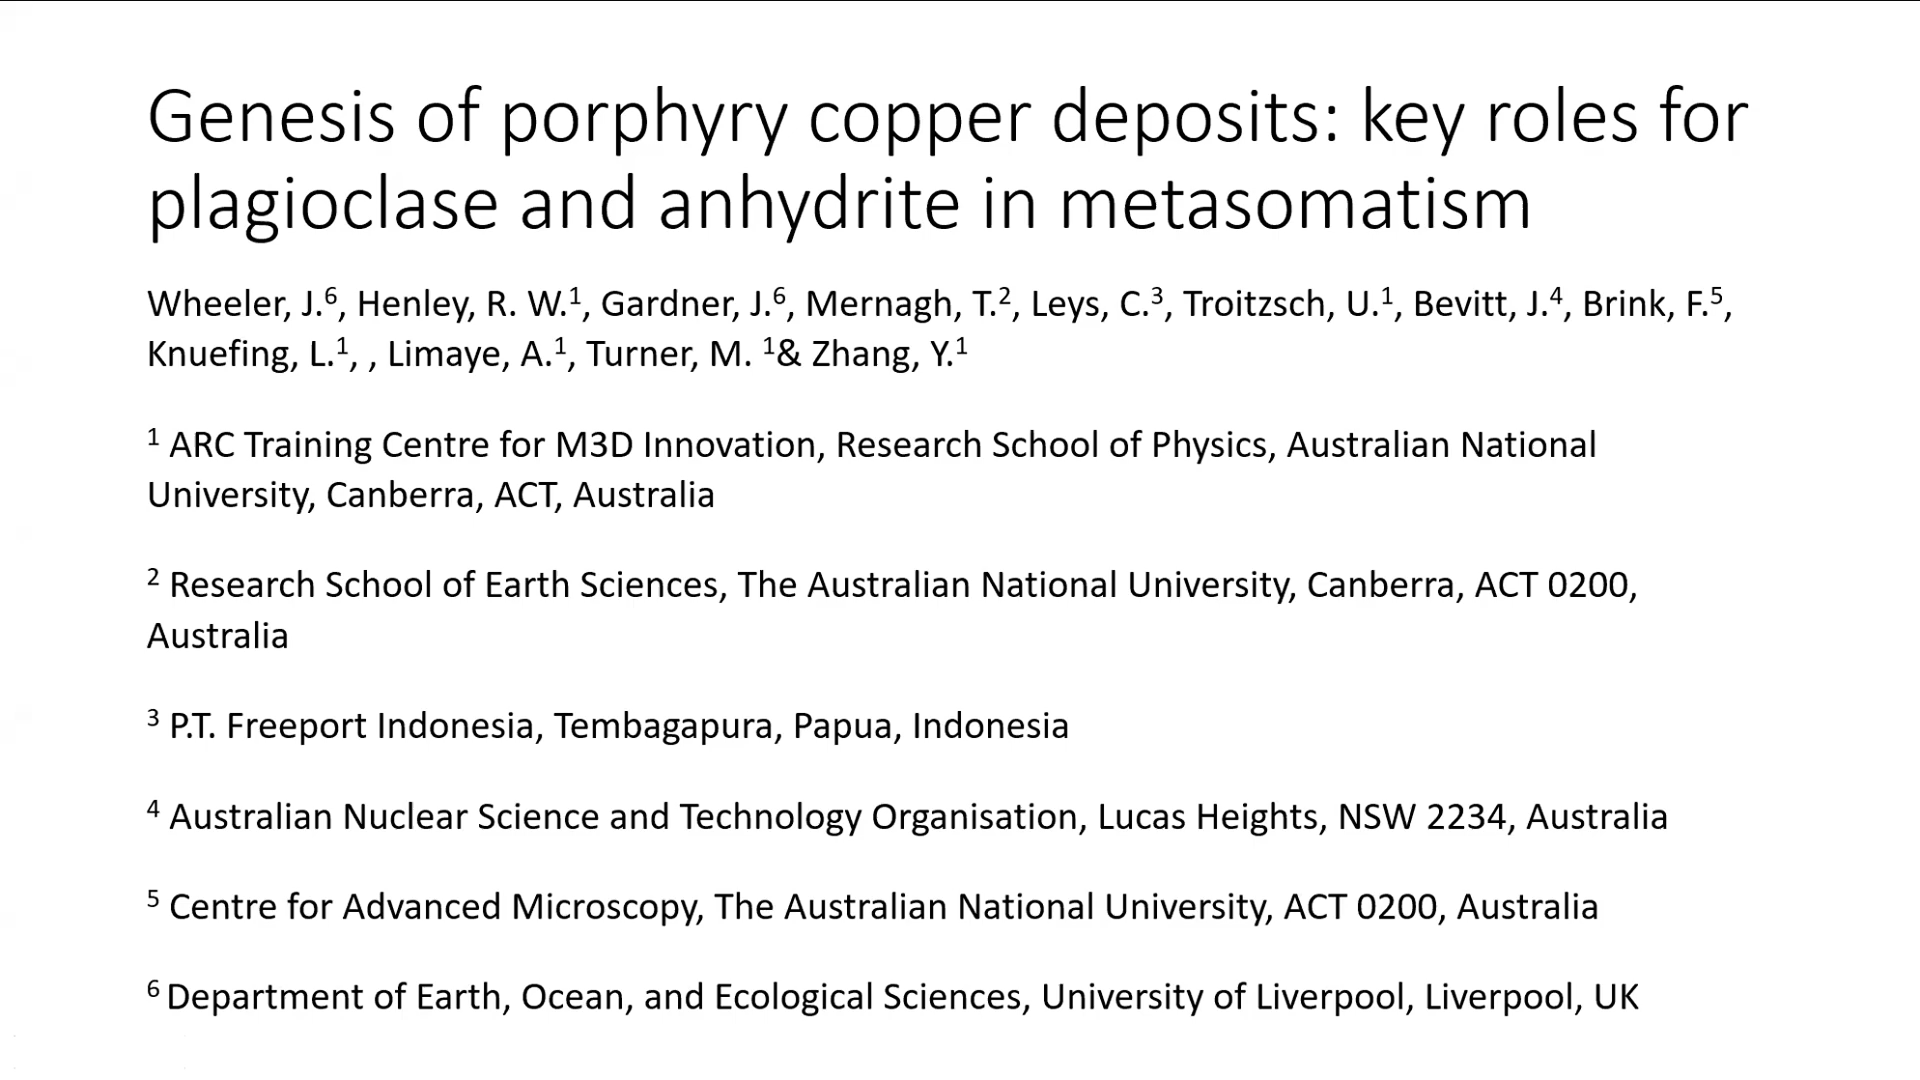 Genesis of porphyry copper deposits: key roles for
plagioclase and anhydrite in metasomatism
Wheeler, J.⁶, Henley, R. W.¹, Gardner, J.⁶, Mernagh, T.², Leys, C.³, Troitzsch, U.¹, Bevitt, J.⁴, Brink, F.⁵,
Knuefing, L.¹, , Limaye, A.¹, Turner, M. ¹& Zhang, Y.¹
¹ ARC Training Centre for M3D Innovation, Research School of Physics, Australian National
University, Canberra, ACT, Australia
² Research School of Earth Sciences, The Australian National University, Canberra, ACT 0200,
Australia
³ P.T. Freeport Indonesia, Tembagapura, Papua, Indonesia
⁴ Australian Nuclear Science and Technology Organisation, Lucas Heights, NSW 2234, Australia
⁵ Centre for Advanced Microscopy, The Australian National University, ACT 0200, Australia
⁶ Department of Earth, Ocean, and Ecological Sciences, University of Liverpool, Liverpool, UK